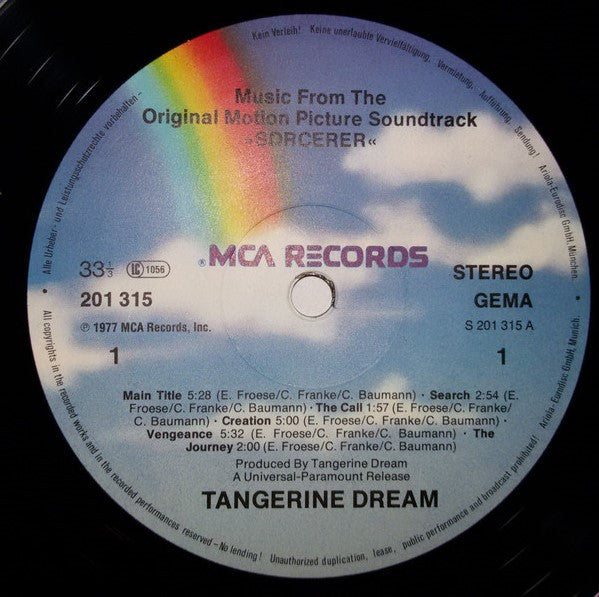 Alle Urheber- und Leistungsschutzrechte vorbehalten –
Kein Verleih! Keine unerlaubte Vervielfältigung, Vermietung, Aufführung, Sendung! Ariola-Eurodisc GmbH, München.
Music From The
Original Motion Picture Soundtrack
»SORCERER«
® MCA RECORDS
33⅓ LC 1056
STEREO
201 315
GEMA
℗ 1977 MCA Records, Inc.
S 201 315 A
1
1
Main Title 5:28 (E. Froese/C. Franke/C. Baumann) · Search 2:54 (E.
Froese/C. Franke/C. Baumann) · The Call 1:57 (E. Froese/C. Franke/
C. Baumann) · Creation 5:00 (E. Froese/C. Franke/C. Baumann) ·
Vengeance 5:32 (E. Froese/C. Franke/C. Baumann) · The
Journey 2:00 (E. Froese/C. Franke/C. Baumann)
Produced By Tangerine Dream
A Universal-Paramount Release
TANGERINE DREAM
All copyrights in the recorded works and in the recorded performances reserved – No lending! Unauthorized duplication, lease, public performance and broadcast prohibited! Ariola-Eurodisc GmbH, Munich.